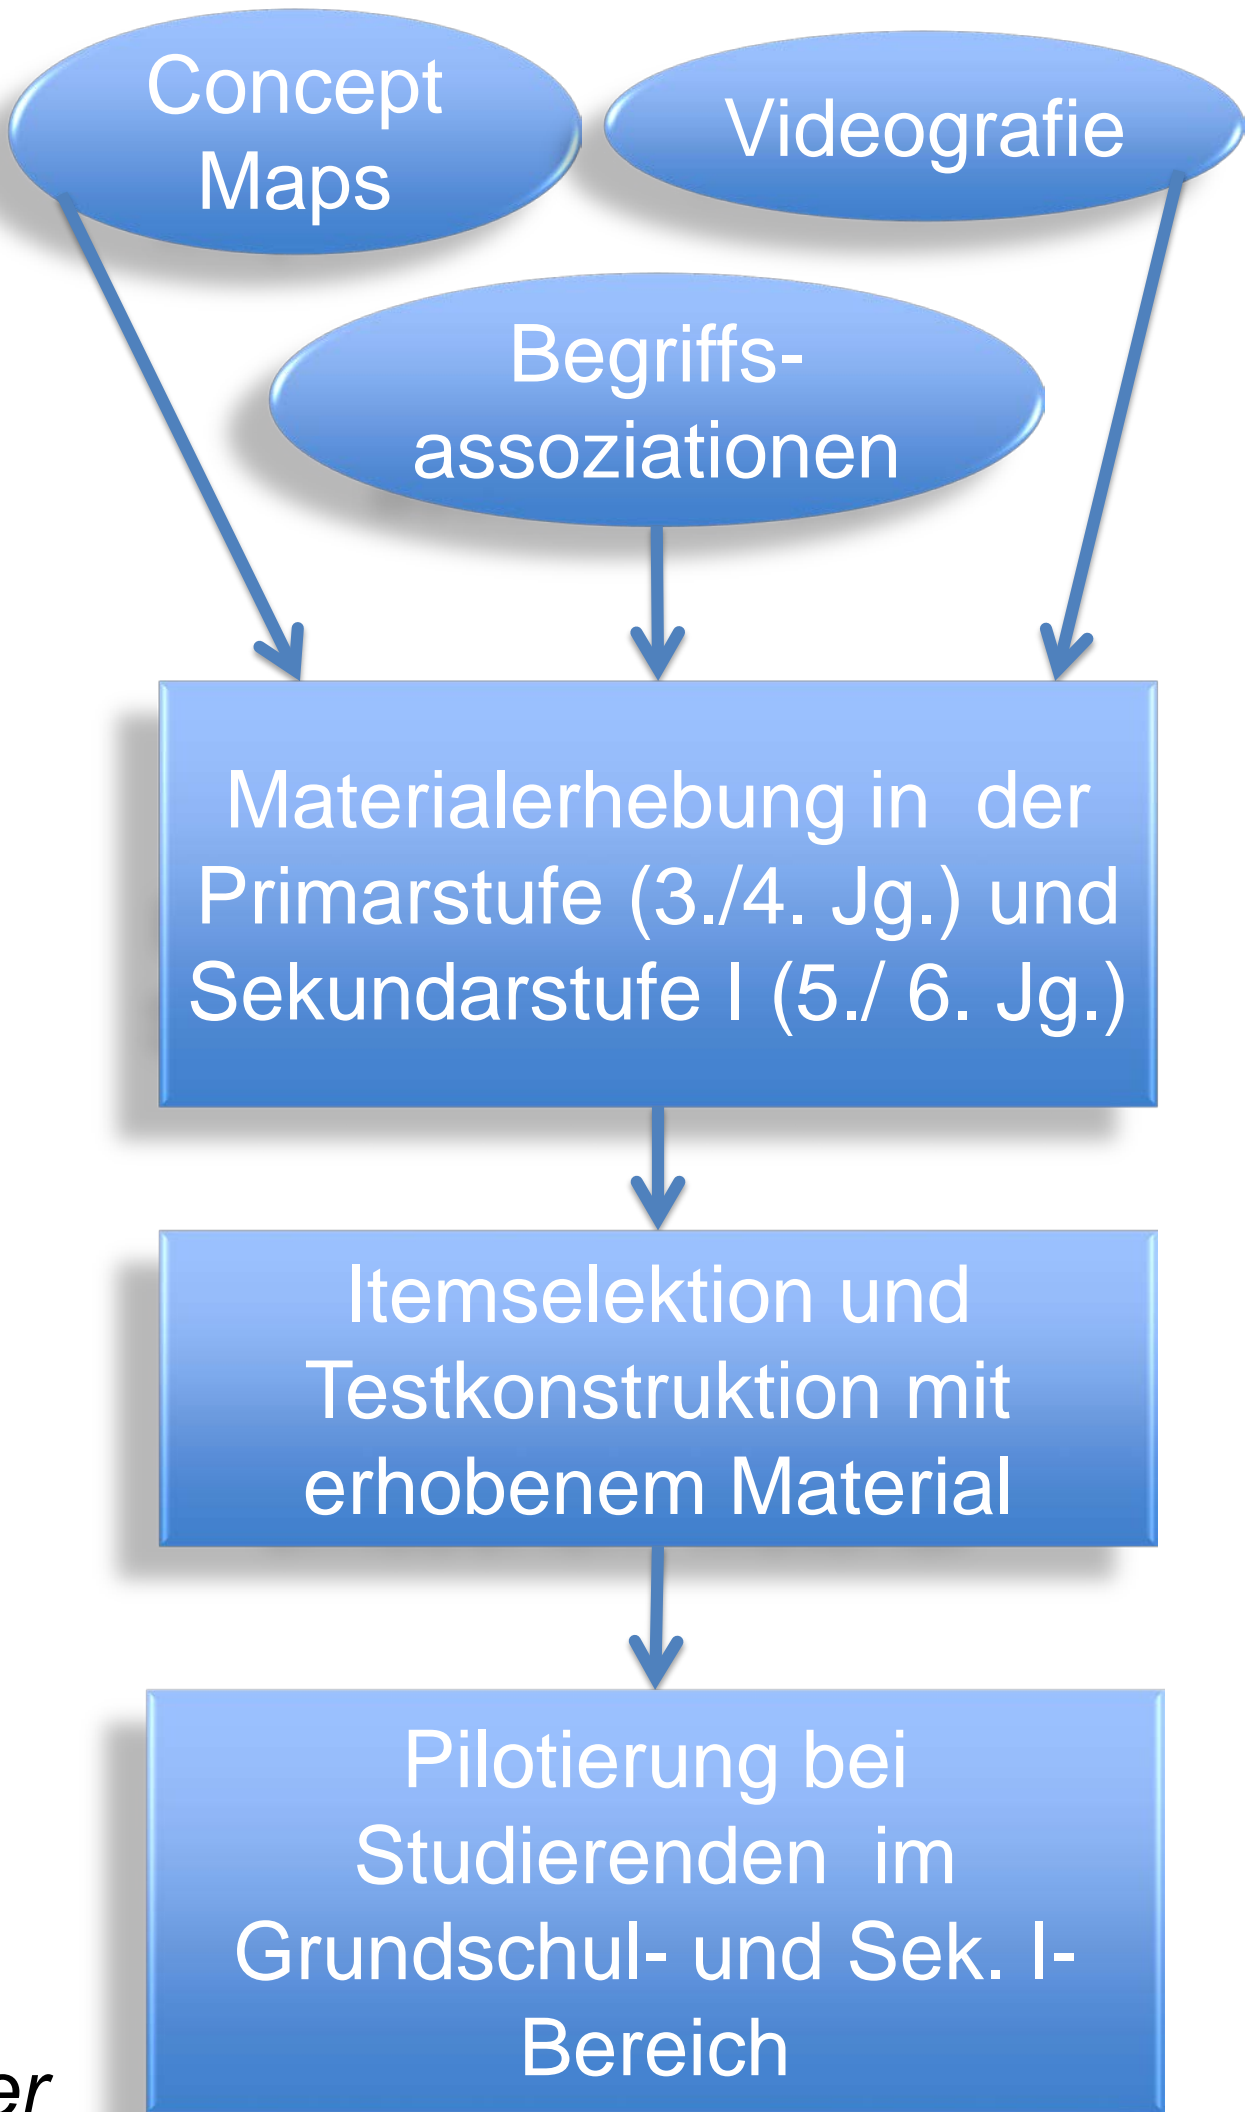 Concept
Maps
Videografie
Begriffs-
assoziationen
Materialerhebung in  der
Primarstufe (3./4. Jg.) und
Sekundarstufe I (5./ 6. Jg.)
Itemselektion und
Testkonstruktion mit
erhobenem Material
Pilotierung bei
Studierenden  im
Grundschul- und Sek. I-
Bereich